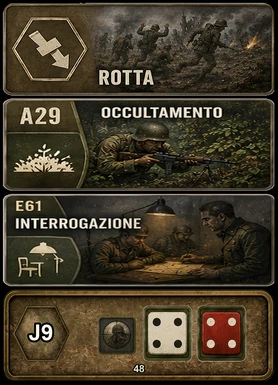 ROTTA
A29
OCCULTAMENTO
E61
INTERROGAZIONE
J9
48